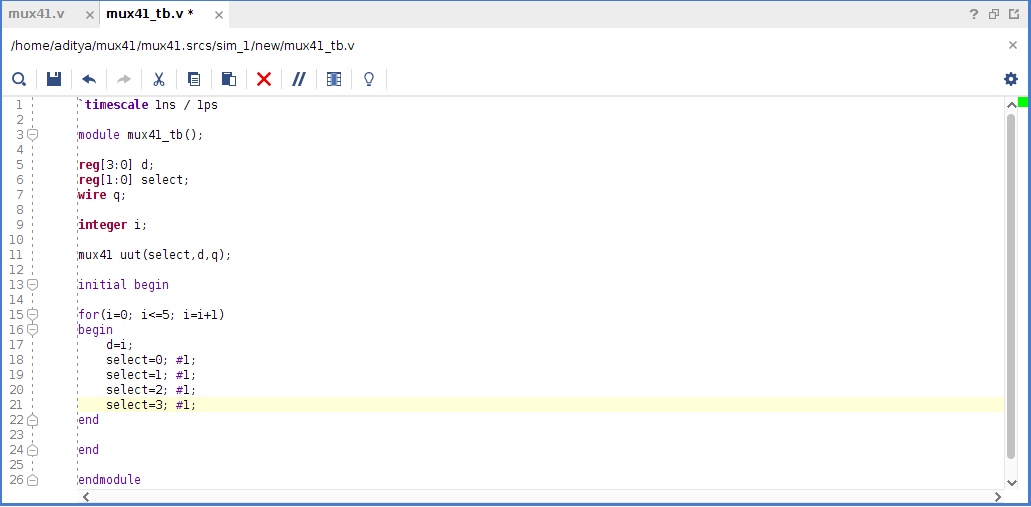 mux41.v × mux41_tb.v * ×
/home/aditya/mux41/mux41.srcs/sim_1/new/mux41_tb.v
1 `timescale 1ns / 1ps
2
3 module mux41_tb();
4
5 reg[3:0] d;
6 reg[1:0] select;
7 wire q;
8
9 integer i;
10
11 mux41 uut(select,d,q);
12
13 initial begin
14
15 for(i=0; i<=5; i=i+1)
16 begin
17     d=i;
18     select=0; #1;
19     select=1; #1;
20     select=2; #1;
21     select=3; #1;
22 end
23
24 end
25
26 endmodule